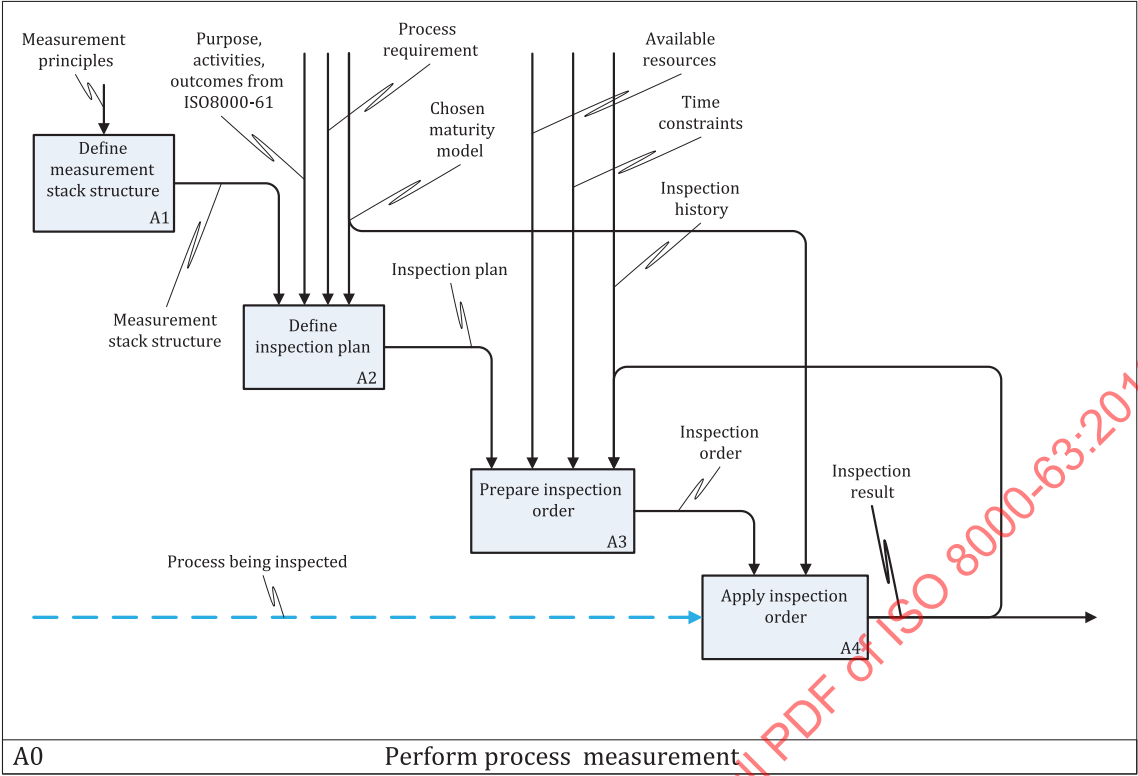 Measurement
principles
Purpose,
activities,
outcomes from
ISO8000-61
Process
requirement
Chosen
maturity
model
Available
resources
Time
constraints
Inspection
history
Define
measurement
stack structure
A1
Measurement
stack structure
Inspection plan
Define
inspection plan
A2
Inspection
order
Prepare inspection
order
A3
Inspection
result
Process being inspected
Apply inspection
order
A4
A0
Perform process measurement
PDF of ISO 8000-63:201